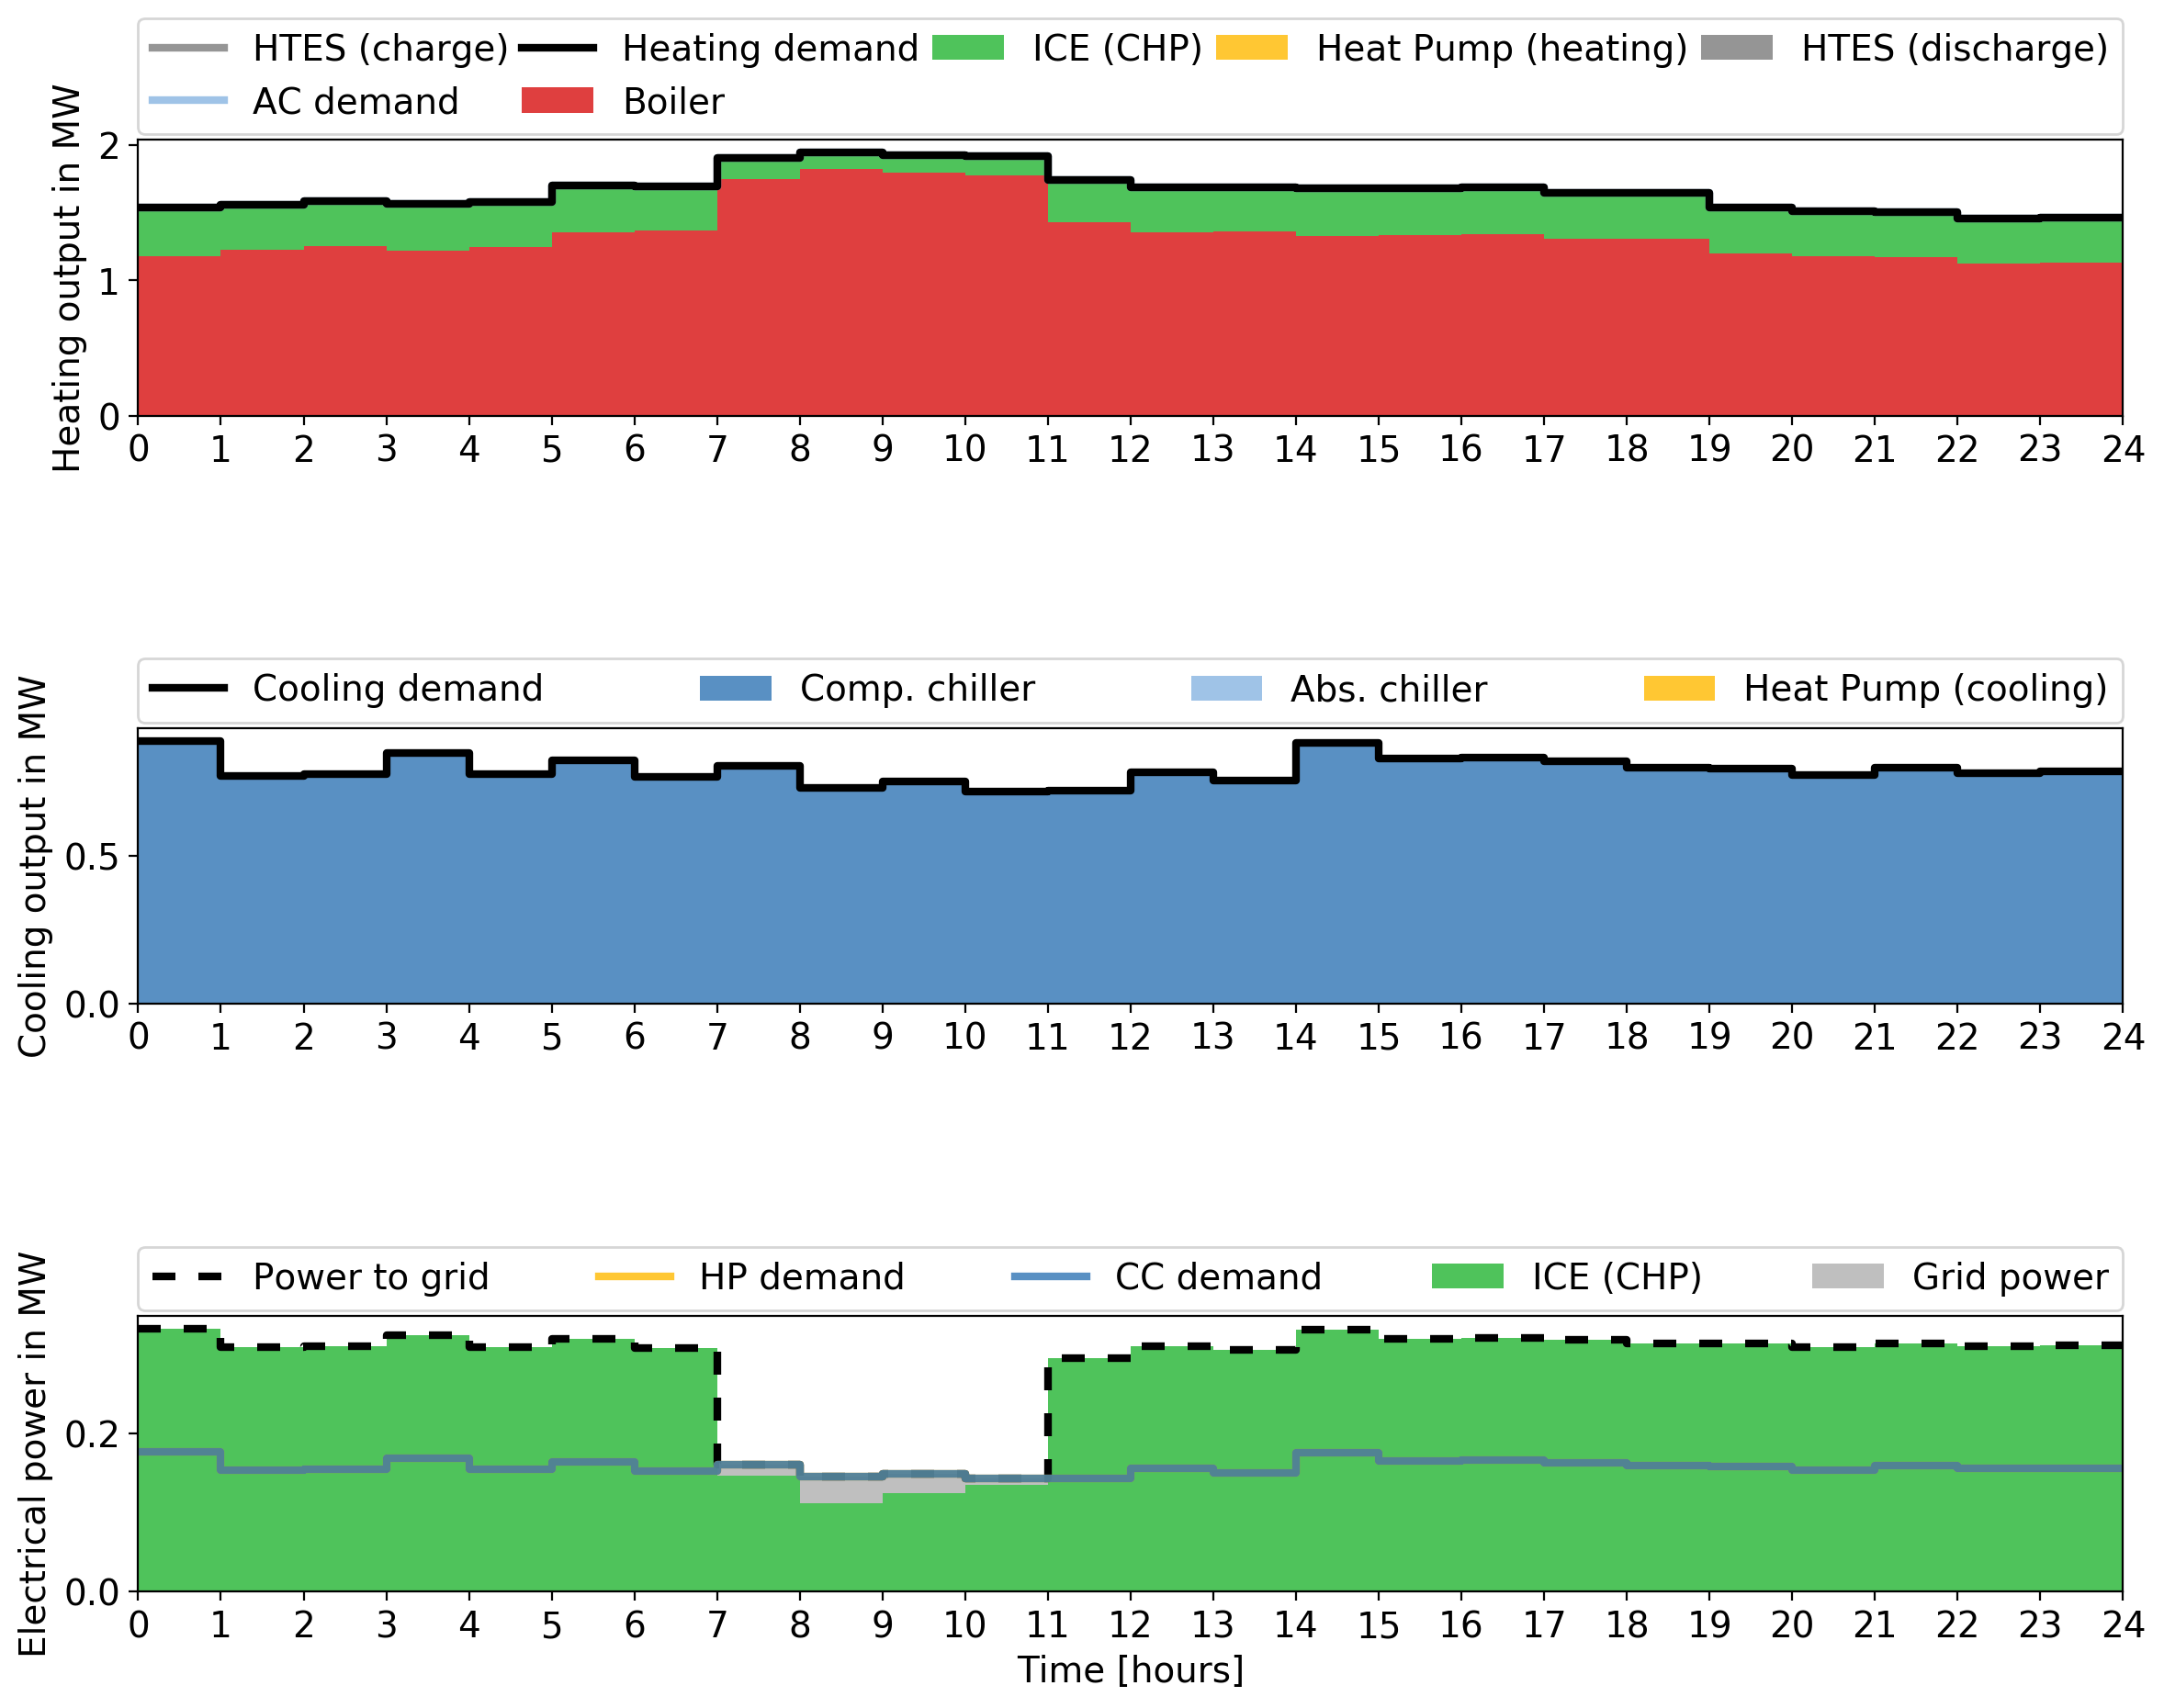 HTES (charge) Heating demand ICE (CHP) Heat Pump (heating) HTES (discharge)
AC demand Boiler
Heating output in MW
2
1
0
0 1 2 3 4 5 6 7 8 9 10 11 12 13 14 15 16 17 18 19 20 21 22 23 24
Cooling demand Comp. chiller Abs. chiller Heat Pump (cooling)
Cooling output in MW
0.5
0.0
0 1 2 3 4 5 6 7 8 9 10 11 12 13 14 15 16 17 18 19 20 21 22 23 24
Power to grid HP demand CC demand ICE (CHP) Grid power
Electrical power in MW
0.2
0.0
0 1 2 3 4 5 6 7 8 9 10 11 12 13 14 15 16 17 18 19 20 21 22 23 24
Time [hours]